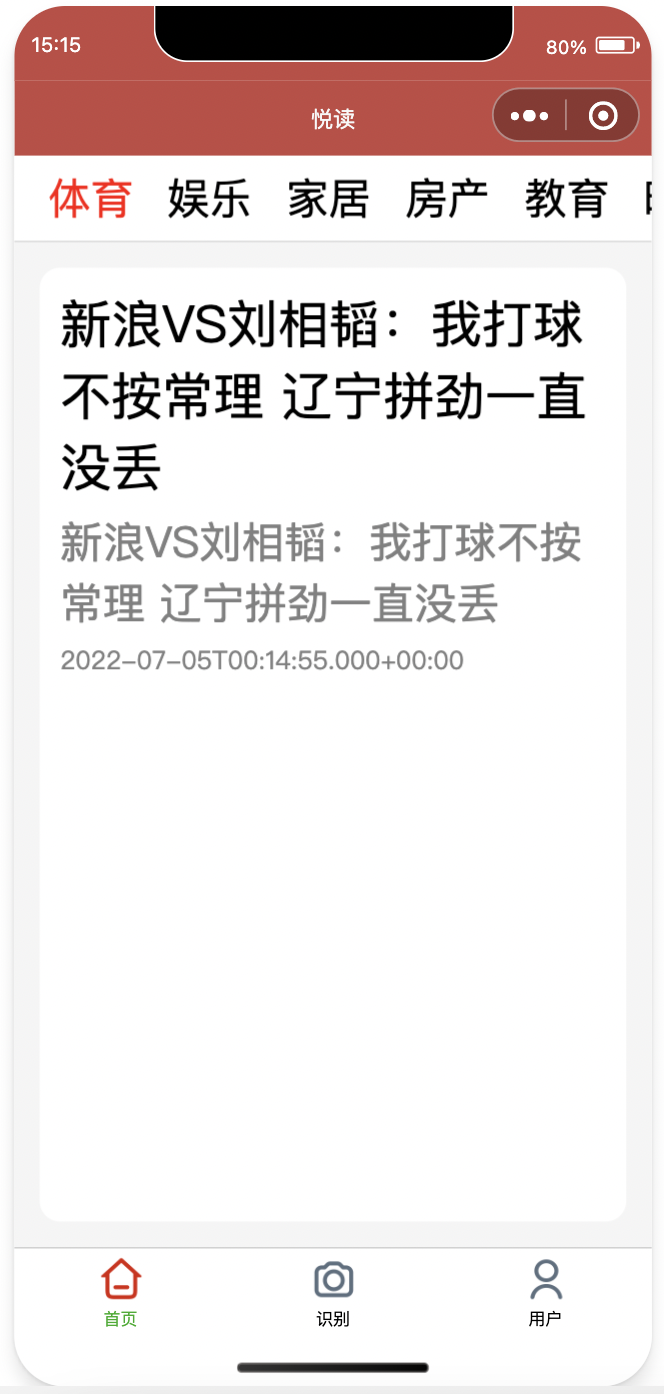 15:15
80%
悦读
体育 娱乐 家居 房产 教育
新浪VS刘相韬：我打球
不按常理 辽宁拼劲一直
没丢
新浪VS刘相韬：我打球不按
常理 辽宁拼劲一直没丢
2022-07-05T00:14:55.000+00:00
首页 识别 用户